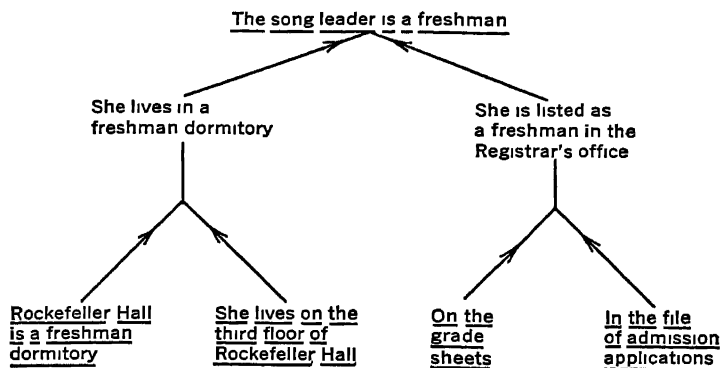 The song leader is a freshman
She lives in a
freshman dormitory
She is listed as
a freshman in the
Registrar's office
Rockefeller Hall
is a freshman
dormitory
She lives on the
third floor of
Rockefeller Hall
On the
grade
sheets
In the file
of admission
applications